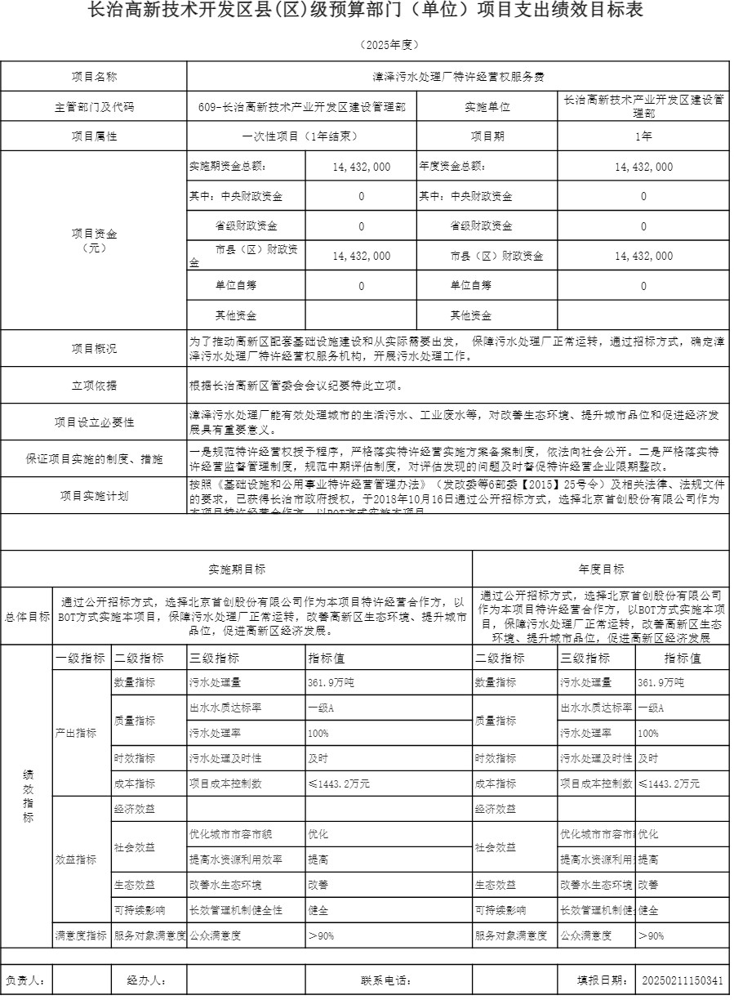 长治高新技术开发区县(区)级预算部门（单位）项目支出绩效目标表
（2025年度）
项目名称 漳泽污水处理厂特许经营权服务费
主管部门及代码 609-长治高新技术产业开发区建设管理部 实施单位 长治高新技术产业开发区建设管
理部
项目属性 一次性项目（1年结束） 项目期 1年
项目资金
（元）
实施期资金总额： 14,432,000 年度资金总额： 14,432,000
其中：中央财政资金 0 其中：中央财政资金 0
省级财政资金 0 省级财政资金 0
市县（区）财政资
金 14,432,000 市县（区）财政资金 14,432,000
单位自筹 0 单位自筹 0
其他资金 其他资金
项目概况 为了推动高新区配套基础设施建设和从实际需要出发， 保障污水处理厂正常运转，通过招标方式，确定漳
泽污水处理厂特许经营权服务机构，开展污水处理工作。
立项依据 根据长治高新区管委会会议纪要特此立项。
项目设立必要性 漳泽污水处理厂能有效处理城市的生活污水、工业废水等，对改善生态环境、提升城市品位和促进经济发
展具有重要意义。
保证项目实施的制度、措施 一是规范特许经营权授予程序，严格落实特许经营实施方案备案制度，依法向社会公开。二是严格落实特
许经营监督管理制度，规范中期评估制度，对评估发现的问题及时督促特许经营企业限期整改。
项目实施计划 按照《基础设施和公用事业特许经营管理办法》（发改委等6部委【2015】25号令）及相关法律、法规文件
的要求，已获得长治市政府授权，于2018年10月16日通过公开招标方式，选择北京首创股份有限公司作为
本项目特许经营合作方，以BOT方式实施本项目
实施期目标 年度目标
总体目标
通过公开招标方式，选择北京首创股份有限公司作为本项目特许经营合作方，以
BOT方式实施本项目，保障污水处理厂正常运转，改善高新区生态环境、提升城市
品位，促进高新区经济发展。
通过公开招标方式，选择北京首创股份有限公司
作为本项目特许经营合作方，以BOT方式实施本项
目，保障污水处理厂正常运转，改善高新区生态
环境、提升城市品位，促进高新区经济发展
绩
效
指
标
一级指标 二级指标 三级指标 指标值 二级指标 三级指标 指标值
产出指标
数量指标 污水处理量 361.9万吨 数量指标 污水处理量 361.9万吨
质量指标 出水水质达标率 一级A 质量指标 出水水质达标率 一级A
污水处理率 100% 污水处理率 100%
时效指标 污水处理及时性 及时 时效指标 污水处理及时性 及时
成本指标 项目成本控制数 ≤1443.2万元 成本指标 项目成本控制数 ≤1443.2万元
效益指标
经济效益 经济效益
社会效益 优化城市市容市貌 优化 社会效益 优化城市市容市 优化
提高水资源利用效率 提高 提高水资源利用 提高
生态效益 改善水生态环境 改善 生态效益 改善水生态环境 改善
可持续影响 长效管理机制健全性 健全 可持续影响 长效管理机制健 健全
满意度指标 服务对象满意度 公众满意度 ＞90% 服务对象满意度 公众满意度 ＞90%
负责人： 经办人： 联系电话： 填报日期： 20250211150341